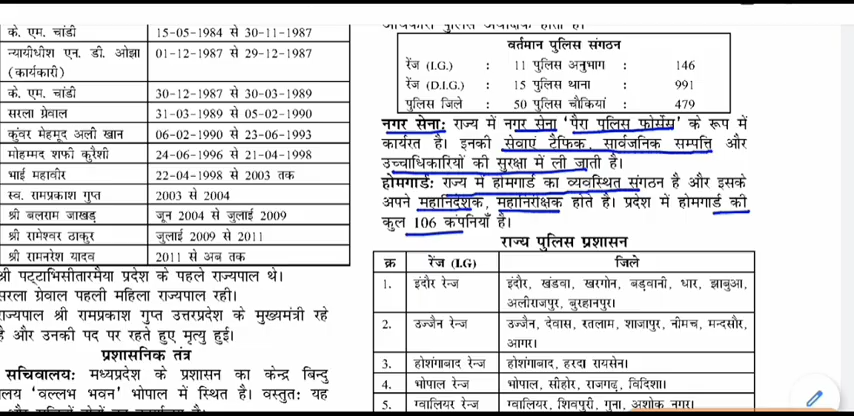 के. एम. चांडी 15-05-1984 से 30-11-1987
न्यायीधीश एन. डी. ओझा 01-12-1987 से 29-12-1987
(कार्यकारी)
के. एम. चांडी 30-12-1987 से 30-03-1989
सरला ग्रेवाल 31-03-1989 से 05-02-1990
कुंवर मेहमूद अली खान 06-02-1990 से 23-06-1993
मोहम्मद शफी कुरैशी 24-06-1996 से 21-04-1998
भाई महावीर 22-04-1998 से 2003 तक
स्व. रामप्रकाश गुप्त 2003 से 2004
श्री बलराम जाखड़ जून 2004 से जुलाई 2009
श्री रामेश्वर ठाकुर जुलाई 2009 से 2011
श्री रामनरेश यादव 2011 से अब तक
श्री पट्टाभिसीतारमैया प्रदेश के पहले राज्यपाल थे।
सरला ग्रेवाल पहली महिला राज्यपाल रही।
राज्यपाल श्री रामप्रकाश गुप्त उत्तरप्रदेश के मुख्यमंत्री रहे
है और उनकी पद पर रहते हुए मृत्यु हुई।
प्रशासनिक तंत्र
सचिवालय: मध्यप्रदेश के प्रशासन का केन्द्र बिन्दु
लय 'वल्लभ भवन' भोपाल में स्थित है। वस्तुत: यह
वर्तमान पुलिस संगठन
रेंज (I.G.) : 11 पुलिस अनुभाग : 146
रेंज (D.I.G.) : 15 पुलिस थाना : 991
पुलिस जिले : 50 पुलिस चौकियां : 479
नगर सेना: राज्य में नगर सेना 'पैरा पुलिस फोर्सेस' के रूप में
कार्यरत है। इनकी सेवाएं टैफिक, सार्वजनिक सम्पत्ति और
उच्चाधिकारियों की सुरक्षा में ली जाती है।
होमगार्ड: राज्य में होमगार्ड का व्यवस्थित संगठन है और इसके
अपने महानिदेशक, महानिरीक्षक होते है। प्रदेश में होमगार्ड की
कुल 106 कंपनियाँ है।
राज्य पुलिस प्रशासन
क्र रेंज (I.G) जिले
1. इंदौर रेन्ज इंदौर, खंडवा, खरगोन, बड़वानी, धार, झाबुआ,
अलीराजपुर, बुरहानपुर।
2. उज्जैन रेन्ज उज्जैन, देवास, रतलाम, शाजापुर, नीमच, मन्दसौर,
आगर।
3. होशंगाबाद रेन्ज होशंगाबाद, हरदा रायसेन।
4. भोपाल रेन्ज भोपाल, सीहोर, राजगढ़, विदिशा।
5. ग्वालियर रेन्ज ग्वालियर, शिवपुरी, गुना, अशोक नगर।